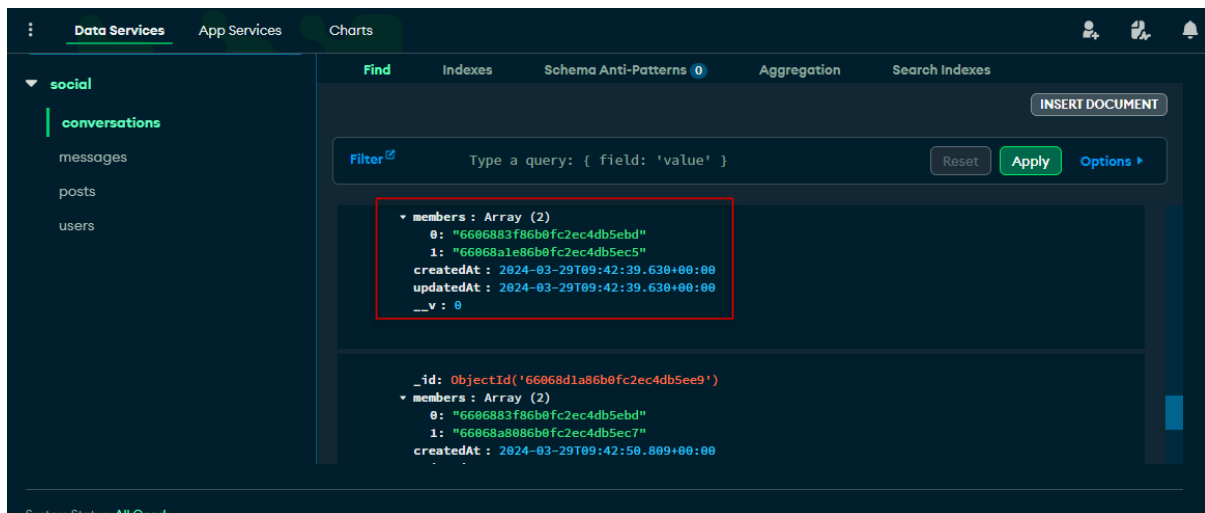 Data Services App Services Charts
social
conversations
messages
posts
users
Find Indexes Schema Anti-Patterns 0 Aggregation Search Indexes
INSERT DOCUMENT
Filter Type a query: { field: 'value' } Reset Apply Options
members : Array (2)
0: "6606883f86b0fc2ec4db5ebd"
1: "66068a1e86b0fc2ec4db5ec5"
createdAt : 2024-03-29T09:42:39.630+00:00
updatedAt : 2024-03-29T09:42:39.630+00:00
__v : 0
_id: ObjectId('66068d1a86b0fc2ec4db5ee9')
members : Array (2)
0: "6606883f86b0fc2ec4db5ebd"
1: "66068a8086b0fc2ec4db5ec7"
createdAt : 2024-03-29T09:42:50.809+00:00